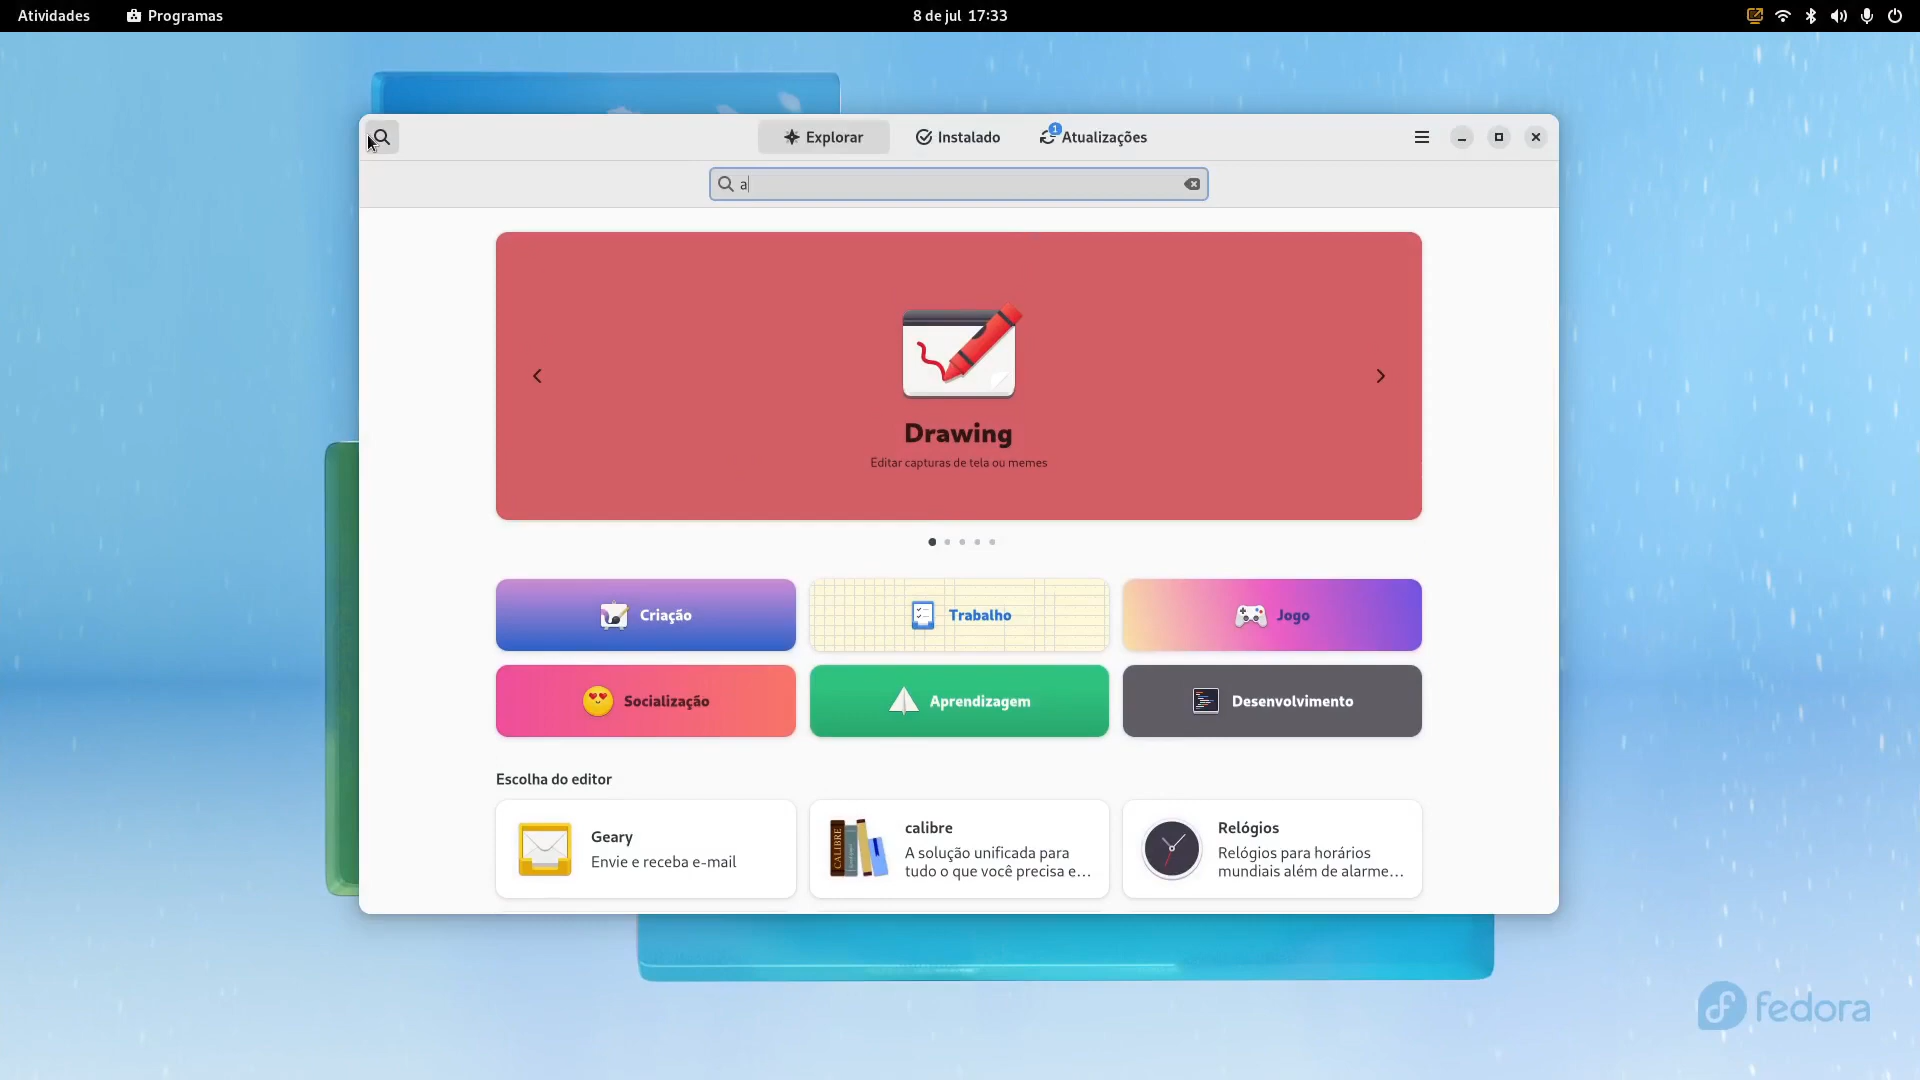 Atividades
Programas
8 de jul 17:33
Explorar
Instalado
1
Atualizações
a
Drawing
Editar capturas de tela ou memes
Criação
Trabalho
Jogo
Socialização
Aprendizagem
Desenvolvimento
Escolha do editor
Geary
Envie e receba e-mail
CALIBRE
calibre
A solução unificada para
tudo o que você precisa e...
Relógios
Relógios para horários
mundiais além de alarme...
fedora